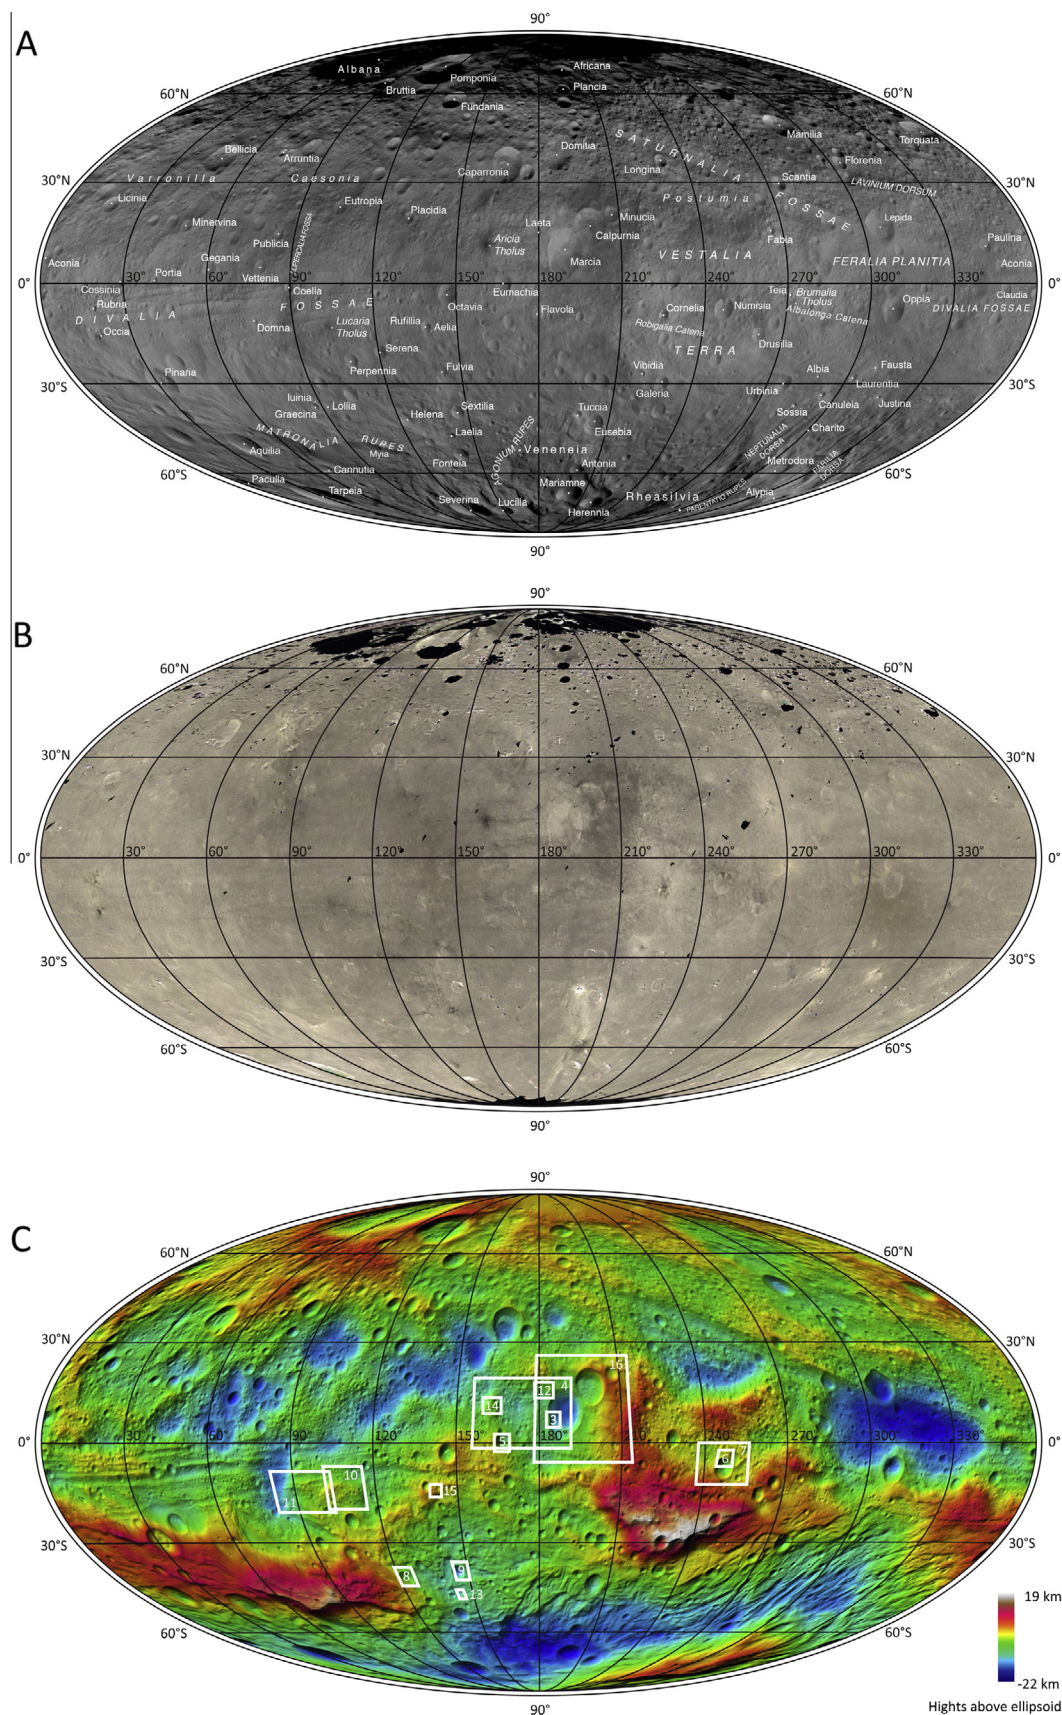 A
90°
Albana
Africana
Pomponia
Plancia
Bruttia
60°N
60°N
Fundania
Mamilia
Torquata
SATURNALIA
Domitia
Bellicia
Arruntia
Floronia
Caparronia
Longina
Scantia
30°N
Varronilla
Caesonia
LAVINIUM DORSUM
30°N
Licinia
Eutropia
Postumia
FOSSAE
Placidia
Minucia
Lepida
Minervina
Laeta
Calpurnia
Publicia
LUPERCALIA FOSSA
Aricia
Tholus
Fabia
Paulina
Gegania
Marcia
VESTALIA
FERALIA PLANITIA
Aconia
Portia
Vettenia
Aconia
0°
30°
60°
90°
120°
150°
180°
210°
240°
270°
300°
330°
0°
Cossinia
Coelia
Eumachia
Teia
Brumalia
Tholus
Claudia
Rubria
FOSSAE
Octavia
Flavola
Cornelia
Numisia
Albalonga Catena
Oppia
DIVALIA FOSSAE
DIVALIA
Occia
Domna
Lucaria
Tholus
Rufillia
Aelia
Robigalia Catena
Serena
TERRA
Drusilla
Pinaria
Perpennia
Fulvia
Vibidia
Albia
Fausta
30°S
Galeria
Urbinia
Laurentia
30°S
Iuinia
Graecina
Lollia
Helena
Sextilia
Tuccia
Sossia
Canuleia
Justina
MATRONALIA RUPES
Laelia
AGONIUM RUPES
Eusebia
NEPTUNALIA
DORSA
Charito
Aquilia
Myia
Veneneia
Fonteia
Antonia
Metrodora
PARILIA
DORSA
60°S
Cannutia
60°S
Paculla
Mariamne
Tarpeia
Severina
Lucilla
Rheasilvia
PARENTATIO RUPES
Alypia
Herennia
90°
B
90°
60°N
60°N
30°N
30°N
0°
30°
60°
90°
120°
150°
180°
210°
240°
270°
300°
330°
0°
30°S
30°S
60°S
60°S
90°
C
90°
60°N
60°N
30°N
30°N
16
4
12
14
3
0°
30°
60°
90°
120°
150°
5
180°
210°
240°
7
270°
300°
330°
0°
6
10
11
15
30°S
30°S
8
9
13
19 km
60°S
60°S
-22 km
90°
Hights above ellipsoid